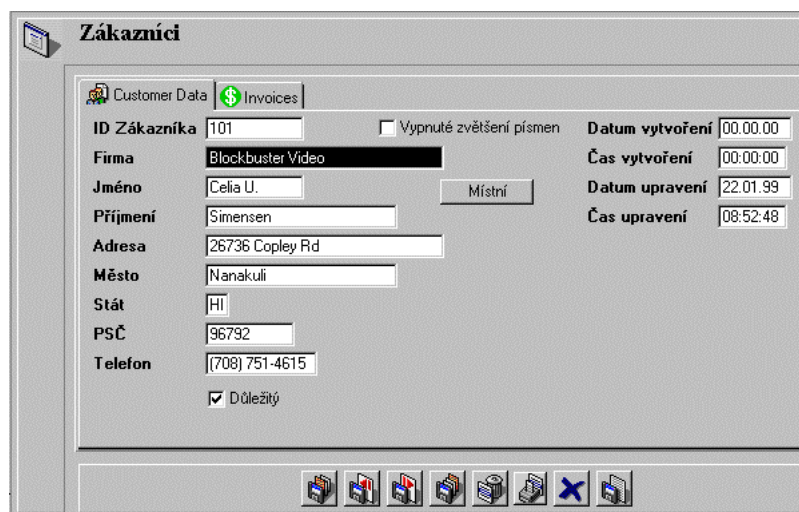 Zákazníci
Customer Data Invoices
ID Zákazníka 101 Vypnuté zvětšení písmen Datum vytvoření 00.00.00
Firma Blockbuster Video Čas vytvoření 00:00:00
Jméno Celia U. Místní Datum upravení 22.01.99
Příjmení Simensen Čas upravení 08:52:48
Adresa 26736 Copley Rd
Město Nanakuli
Stát HI
PSČ 96792
Telefon (708) 751-4615
Důležitý